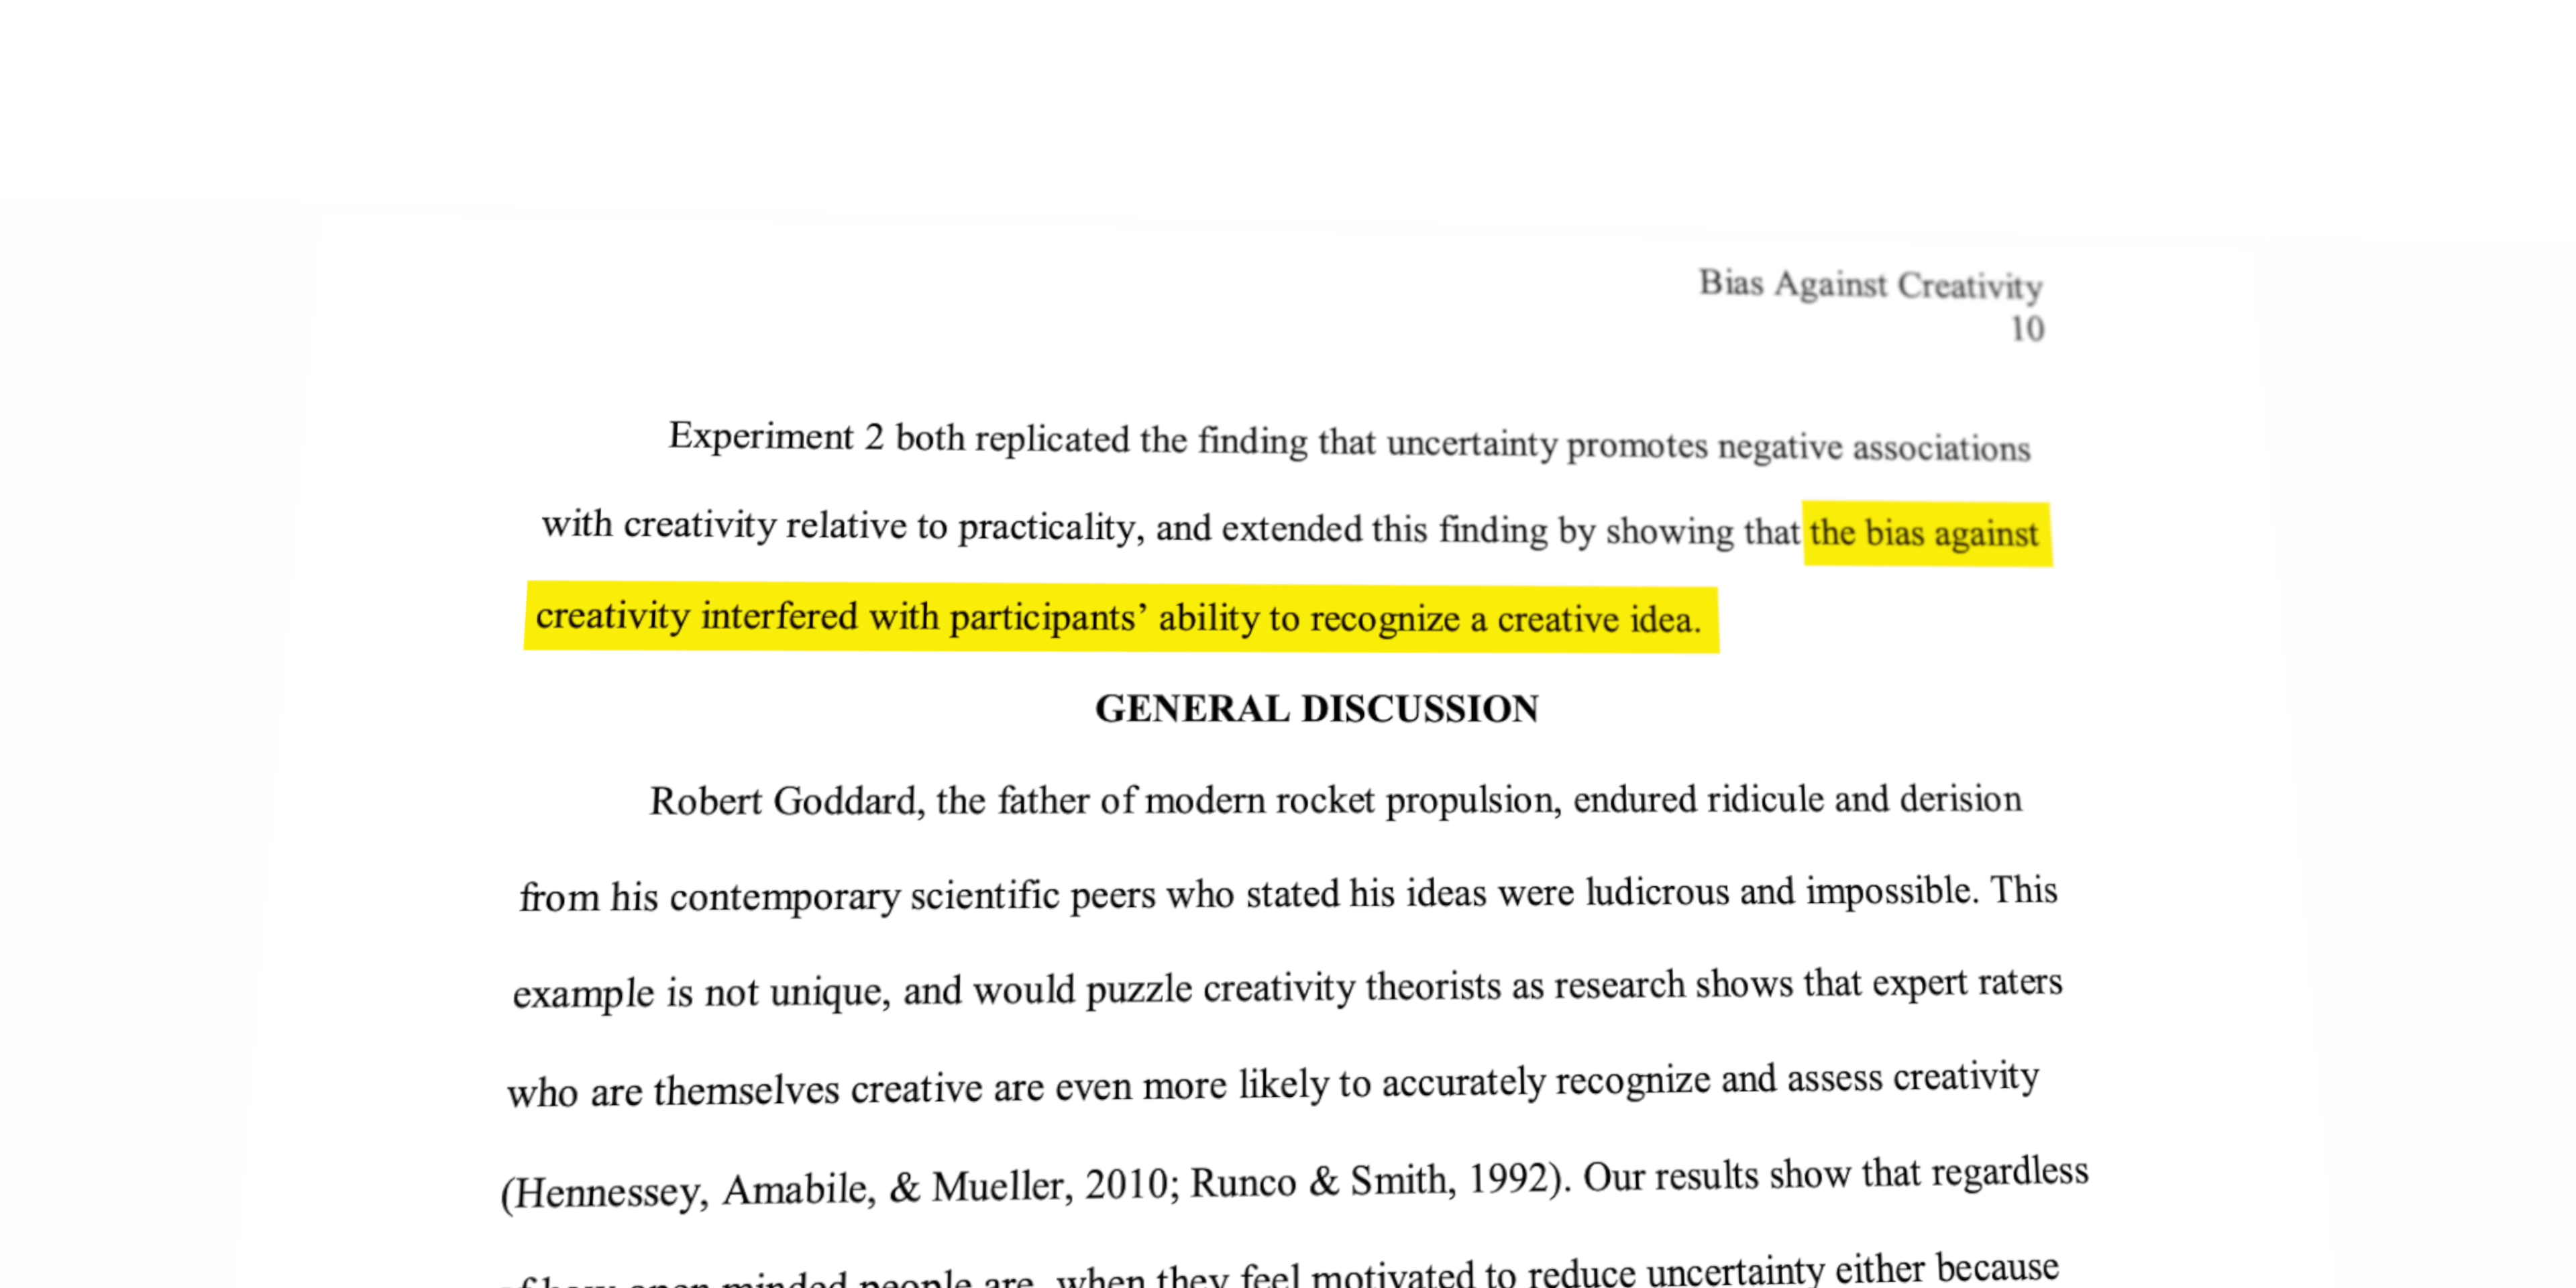 Bias Against Creativity
10
Experiment 2 both replicated the finding that uncertainty promotes negative associations
with creativity relative to practicality, and extended this finding by showing that the bias against
creativity interfered with participants’ ability to recognize a creative idea.
GENERAL DISCUSSION
Robert Goddard, the father of modern rocket propulsion, endured ridicule and derision
from his contemporary scientific peers who stated his ideas were ludicrous and impossible. This
example is not unique, and would puzzle creativity theorists as research shows that expert raters
who are themselves creative are even more likely to accurately recognize and assess creativity
(Hennessey, Amabile, & Mueller, 2010; Runco & Smith, 1992). Our results show that regardless
of how open minded people are, when they feel motivated to reduce uncertainty either because